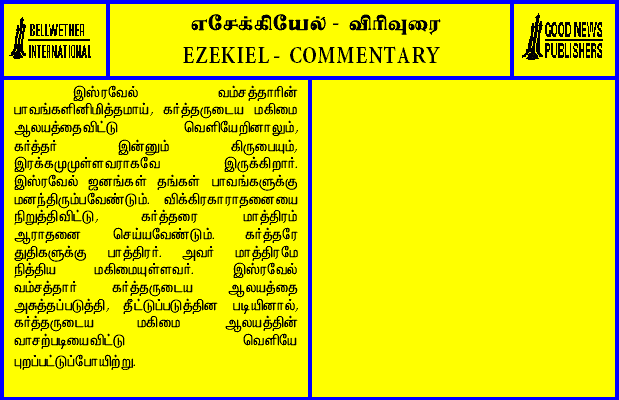 BELLWETHER
INTERNATIONAL
எசேக்கியேல் - விரிவுரை
EZEKIEL - COMMENTARY
GOOD NEWS
PUBLISHERS
இஸ்ரவேல் வம்சத்தாரின்
பாவங்களினிமித்தமாய், கர்த்தருடைய மகிமை
ஆலயத்தைவிட்டு வெளியேறினாலும்,
கர்த்தர் இன்னும் கிருபையும்,
இரக்கமுமுள்ளவராகவே இருக்கிறார்.
இஸ்ரவேல் ஜனங்கள் தங்கள் பாவங்களுக்கு
மனந்திரும்பவேண்டும். விக்கிரகாராதனையை
நிறுத்திவிட்டு, கர்த்தரை மாத்திரம்
ஆராதனை செய்யவேண்டும். கர்த்தரே
துதிகளுக்கு பாத்திரர். அவர் மாத்திரமே
நித்திய மகிமையுள்ளவர். இஸ்ரவேல்
வம்சத்தார் கர்த்தருடைய ஆலயத்தை
அசுத்தப்படுத்தி, தீட்டுப்படுத்தின படியினால்,
கர்த்தருடைய மகிமை ஆலயத்தின்
வாசற்படியைவிட்டு வெளியே
புறப்பட்டுப்போயிற்று.